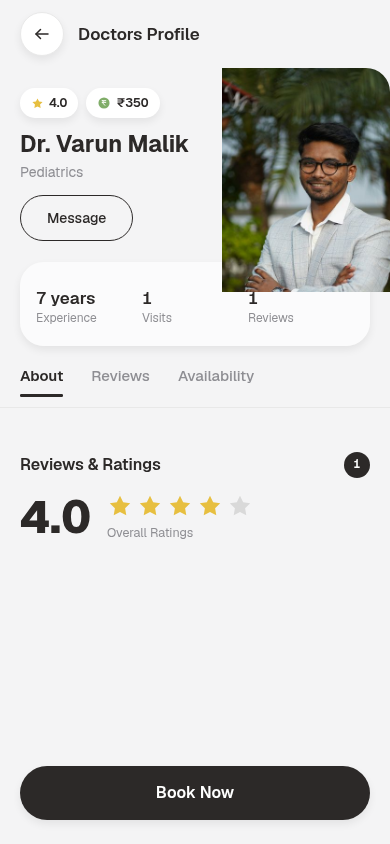 Doctors Profile
4.0
₹350
Dr. Varun Malik
Pediatrics
Message
7 years
1
1
Experience
Visits
Reviews
About
Reviews
Availability
Reviews & Ratings
1
4.0
Overall Ratings
Book Now